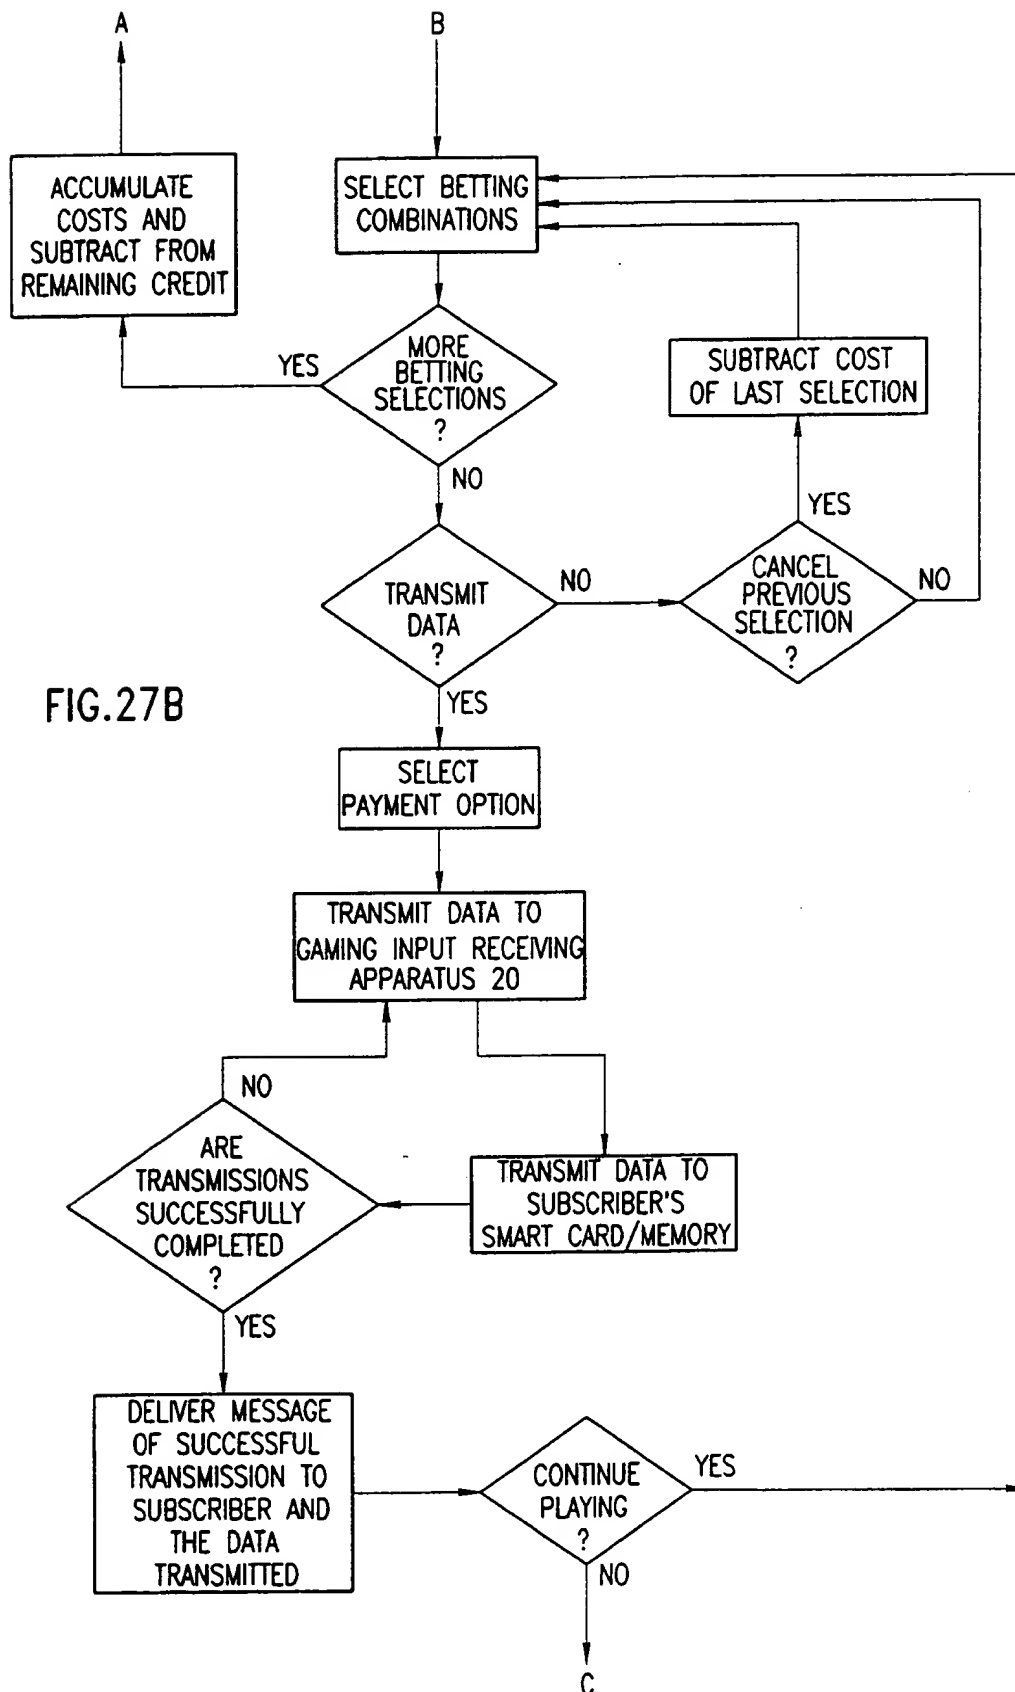 A
B
ACCUMULATE
COSTS AND
SUBTRACT FROM
REMAINING CREDIT
SELECT BETTING
COMBINATIONS
YES
MORE
BETTING
SELECTIONS
?
SUBTRACT COST
OF LAST SELECTION
NO
YES
TRANSMIT
DATA
?
NO
CANCEL
PREVIOUS
SELECTION
?
NO
FIG.27B
YES
SELECT
PAYMENT OPTION
TRANSMIT DATA TO
GAMING INPUT RECEIVING
APPARATUS 20
NO
ARE
TRANSMISSIONS
SUCCESSFULLY
COMPLETED
?
TRANSMIT DATA TO
SUBSCRIBER'S
SMART CARD/MEMORY
YES
DELIVER MESSAGE
OF SUCCESSFUL
TRANSMISSION TO
SUBSCRIBER AND
THE DATA
TRANSMITTED
CONTINUE
PLAYING
?
YES
NO
C